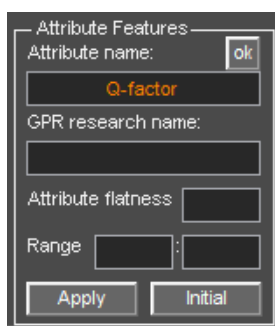 Attribute Features
Attribute name: ok
Q-factor
GPR research name:
Attribute flatness
Range :
Apply Initial